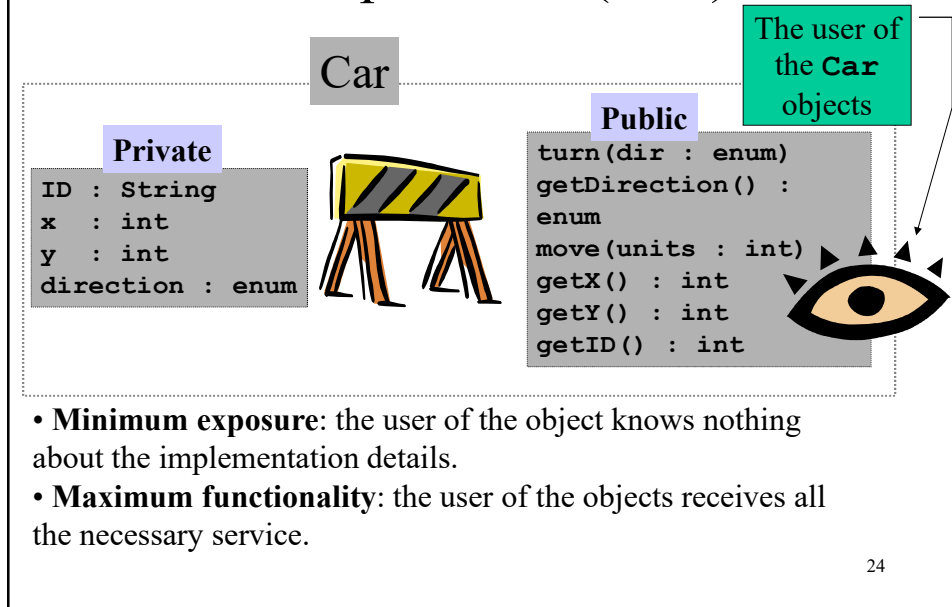 Car
The user of
the Car
objects
Private
ID : String
x : int
y : int
direction : enum
Public
turn(dir : enum)
getDirection() :
enum
move(units : int)
getX() : int
getY() : int
getID() : int
• Minimum exposure: the user of the object knows nothing
about the implementation details.
• Maximum functionality: the user of the objects receives all
the necessary service.
24